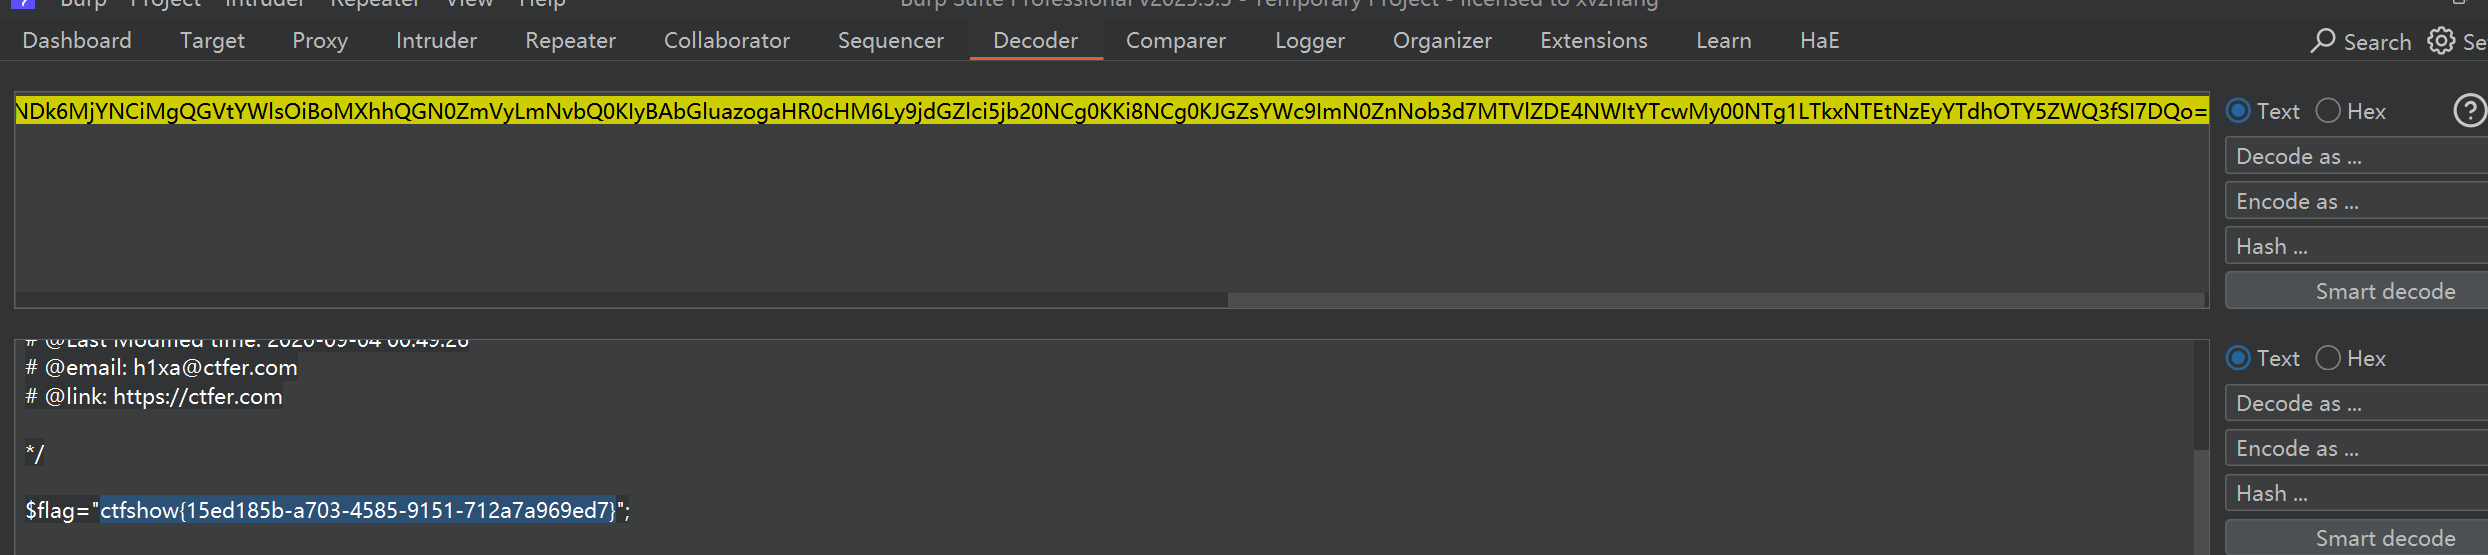 Burp Project Intruder Repeater View Help Burp Suite Professional v2025.5.3 - Temporary Project - licensed to xvzhang
Dashboard Target Proxy Intruder Repeater Collaborator Sequencer Decoder Comparer Logger Organizer Extensions Learn HaE Search
NDk6MjYNCiMgQGVtYWlsOiBoMXhhQGN0ZmVyLmNvbQ0KIyBAbGluazogaHR0cHM6Ly9jdGZlci5jb20NCg0KKi8NCg0KJGZsYWc9ImN0ZnNob3d7MTVlZDE4NWItYTcwMy00NTg1LTkxNTEtNzEyYTdhOTY5ZWQ3fSI7DQo=
Text Hex ?
Decode as ...
Encode as ...
Hash ...
Smart decode
# @Last Modified time: 2020-09-04 00:49:26
# @email: h1xa@ctfer.com
# @link: https://ctfer.com
*/
$flag="ctfshow{15ed185b-a703-4585-9151-712a7a969ed7}";
Text Hex
Decode as ...
Encode as ...
Hash ...
Smart decode